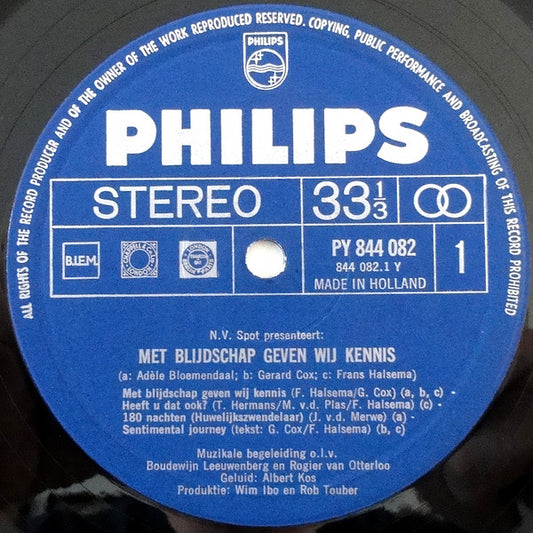 ALL RIGHTS OF THE RECORD PRODUCER AND OF THE OWNER OF THE WORK REPRODUCED RESERVED. COPYING, PUBLIC PERFORMANCE AND BROADCASTING OF THIS RECORD PROHIBITED
PHILIPS
PHILIPS
STEREO 33 1/3
B.I.E.M. PY 844 082 1
844 082.1 Y
MADE IN HOLLAND
N.V. Spot presenteert:
MET BLIJDSCHAP GEVEN WIJ KENNIS
(a: Adèle Bloemendaal; b: Gerard Cox; c: Frans Halsema)
Met blijdschap geven wij kennis (F. Halsema/G. Cox) (a, b, c) -
Heeft u dat ook? (T. Hermans/M. v.d. Plas/F. Halsema) (c) -
180 nachten (Huwelijkszwendelaar) (J. v.d. Merwe) (a) -
Sentimental journey (tekst: G. Cox/F. Halsema) (b, c)
Muzikale begeleiding o.l.v.
Boudewijn Leeuwenberg en Rogier van Otterloo
Geluid: Albert Kos
Produktie: Wim Ibo en Rob Touber